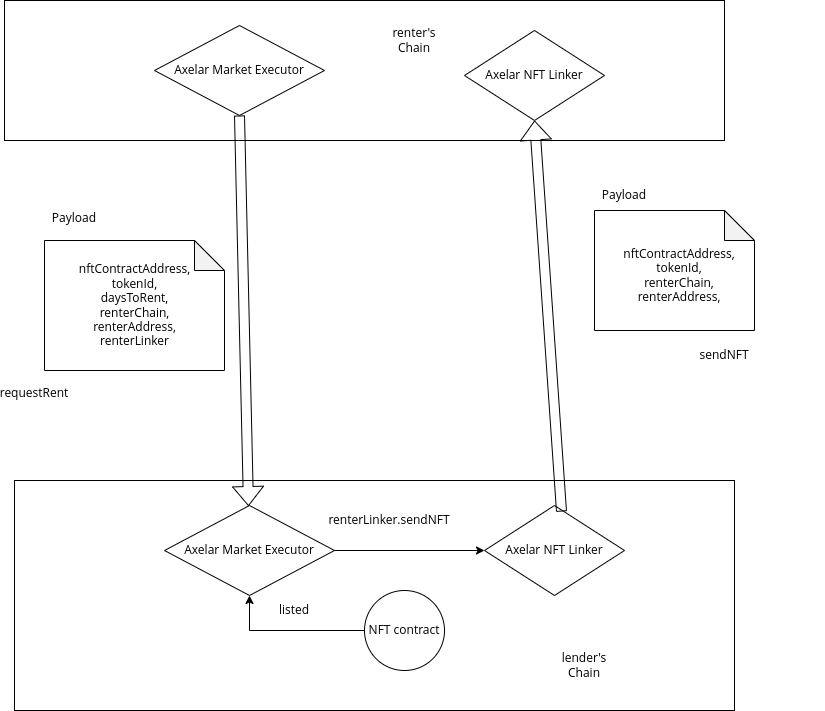 renter's
Chain
Axelar Market Executor
Axelar NFT Linker
Payload
nftContractAddress,
tokenId,
renterChain,
renterAddress,
sendNFT
Payload
nftContractAddress,
tokenId,
daysToRent,
renterChain,
renterAddress,
renterLinker
requestRent
renterLinker.sendNFT
Axelar Market Executor
Axelar NFT Linker
listed
NFT contract
lender's
Chain